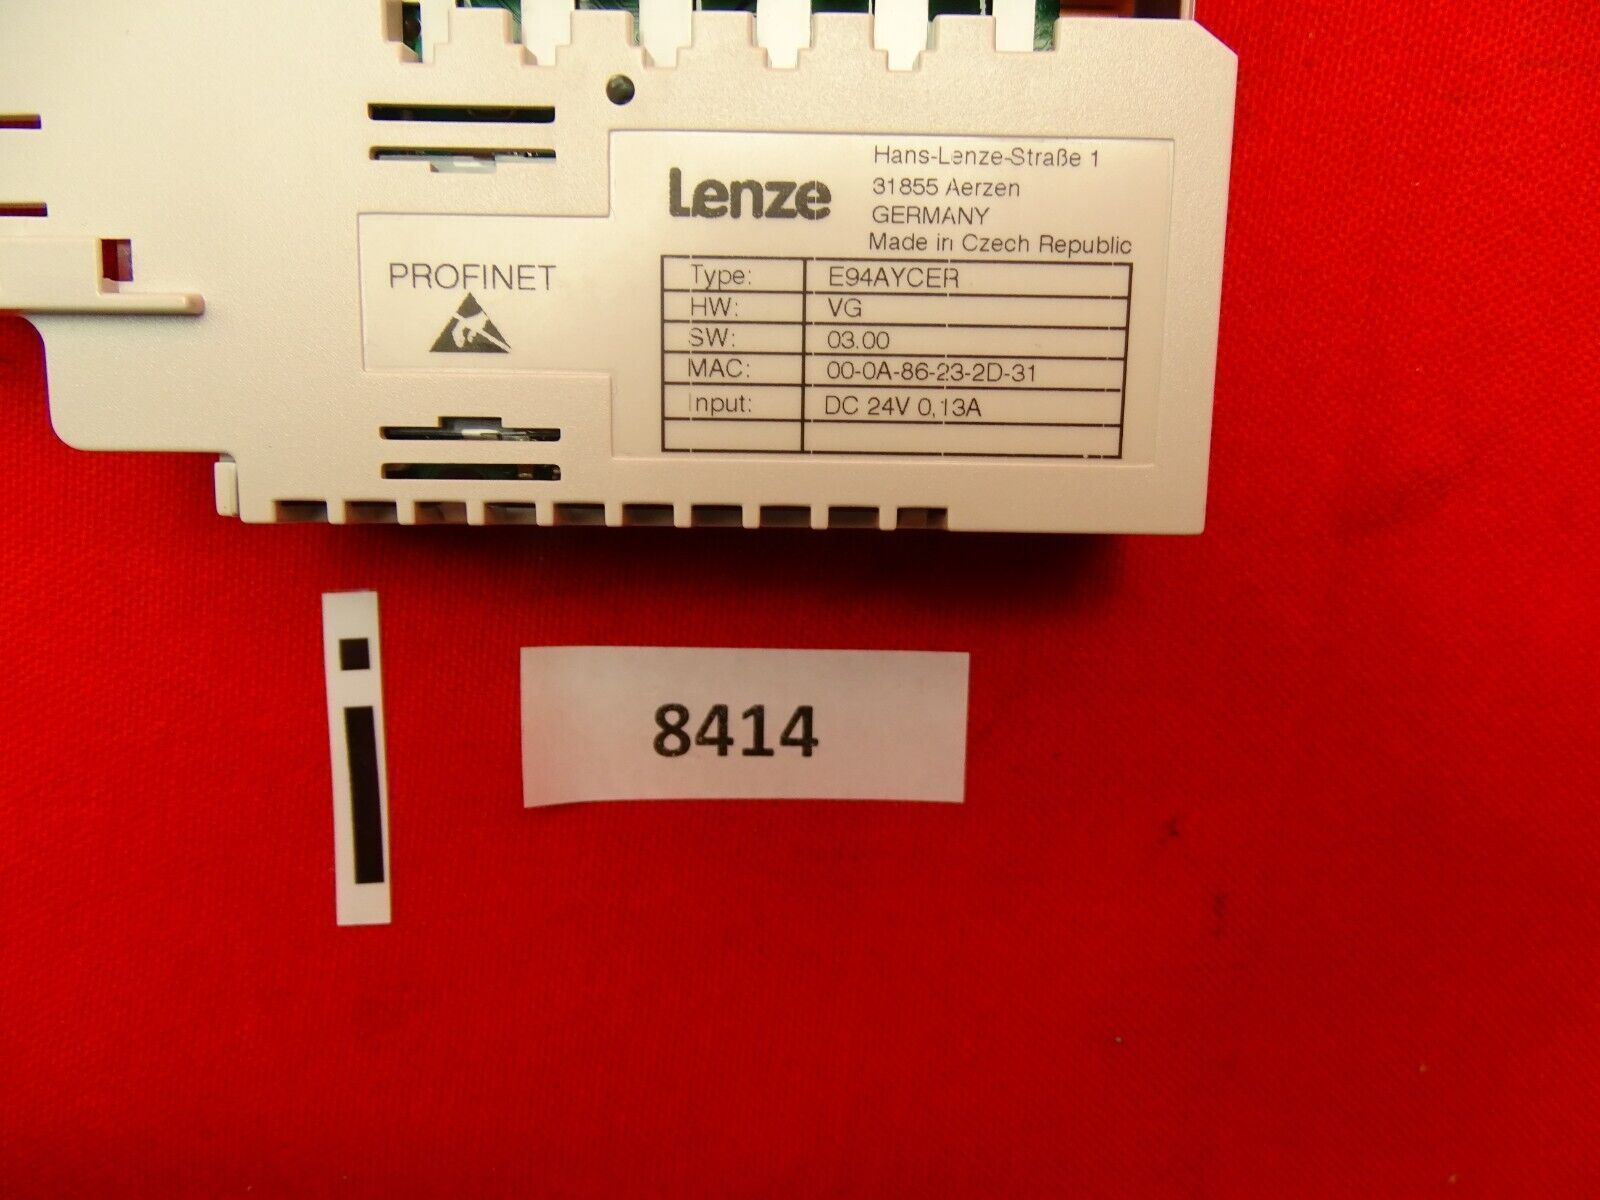 Lenze
Hans-Lenze-Straße 1
31855 Aerzen
GERMANY
Made in Czech Republic
PROFINET
Type: E94AYCER
HW: VG
SW: 03.00
MAC: 00-0A-86-23-2D-31
Input: DC 24V 0,13A
8414